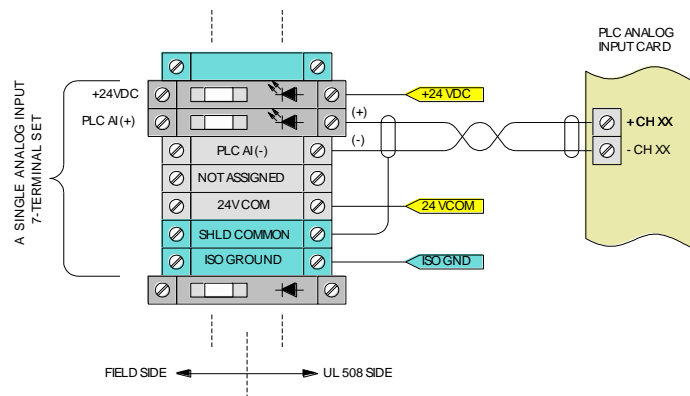 PLC ANALOG
INPUT CARD
A SINGLE ANALOG INPUT
7-TERMINAL SET
+24VDC
+24 VDC
PLC AI (+)
(+)
+ CH XX
PLC AI (-)
(-)
- CH XX
NOT ASSIGNED
24V COM
24 VCOM
SHLD COMMON
ISO GROUND
ISO GND
FIELD SIDE
UL 508 SIDE